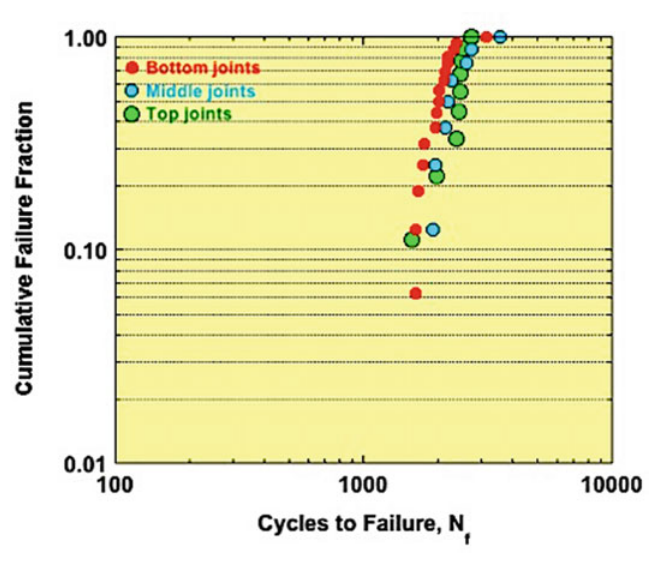 1.00
Bottom joints
Middle joints
Top joints
Cumulative Failure Fraction
0.10
0.01
100
1000
10000
Cycles to Failure, Nf